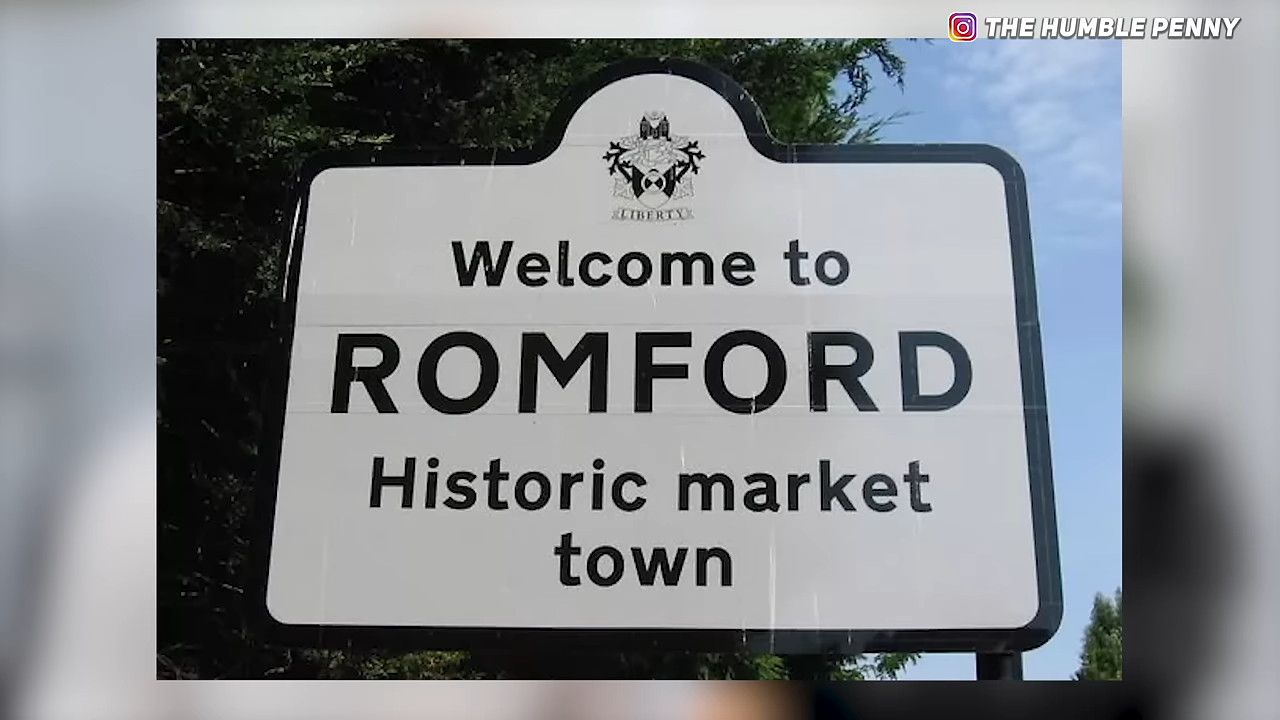 THE HUMBLE PENNY
LIBERTY
Welcome to
ROMFORD
Historic market
town